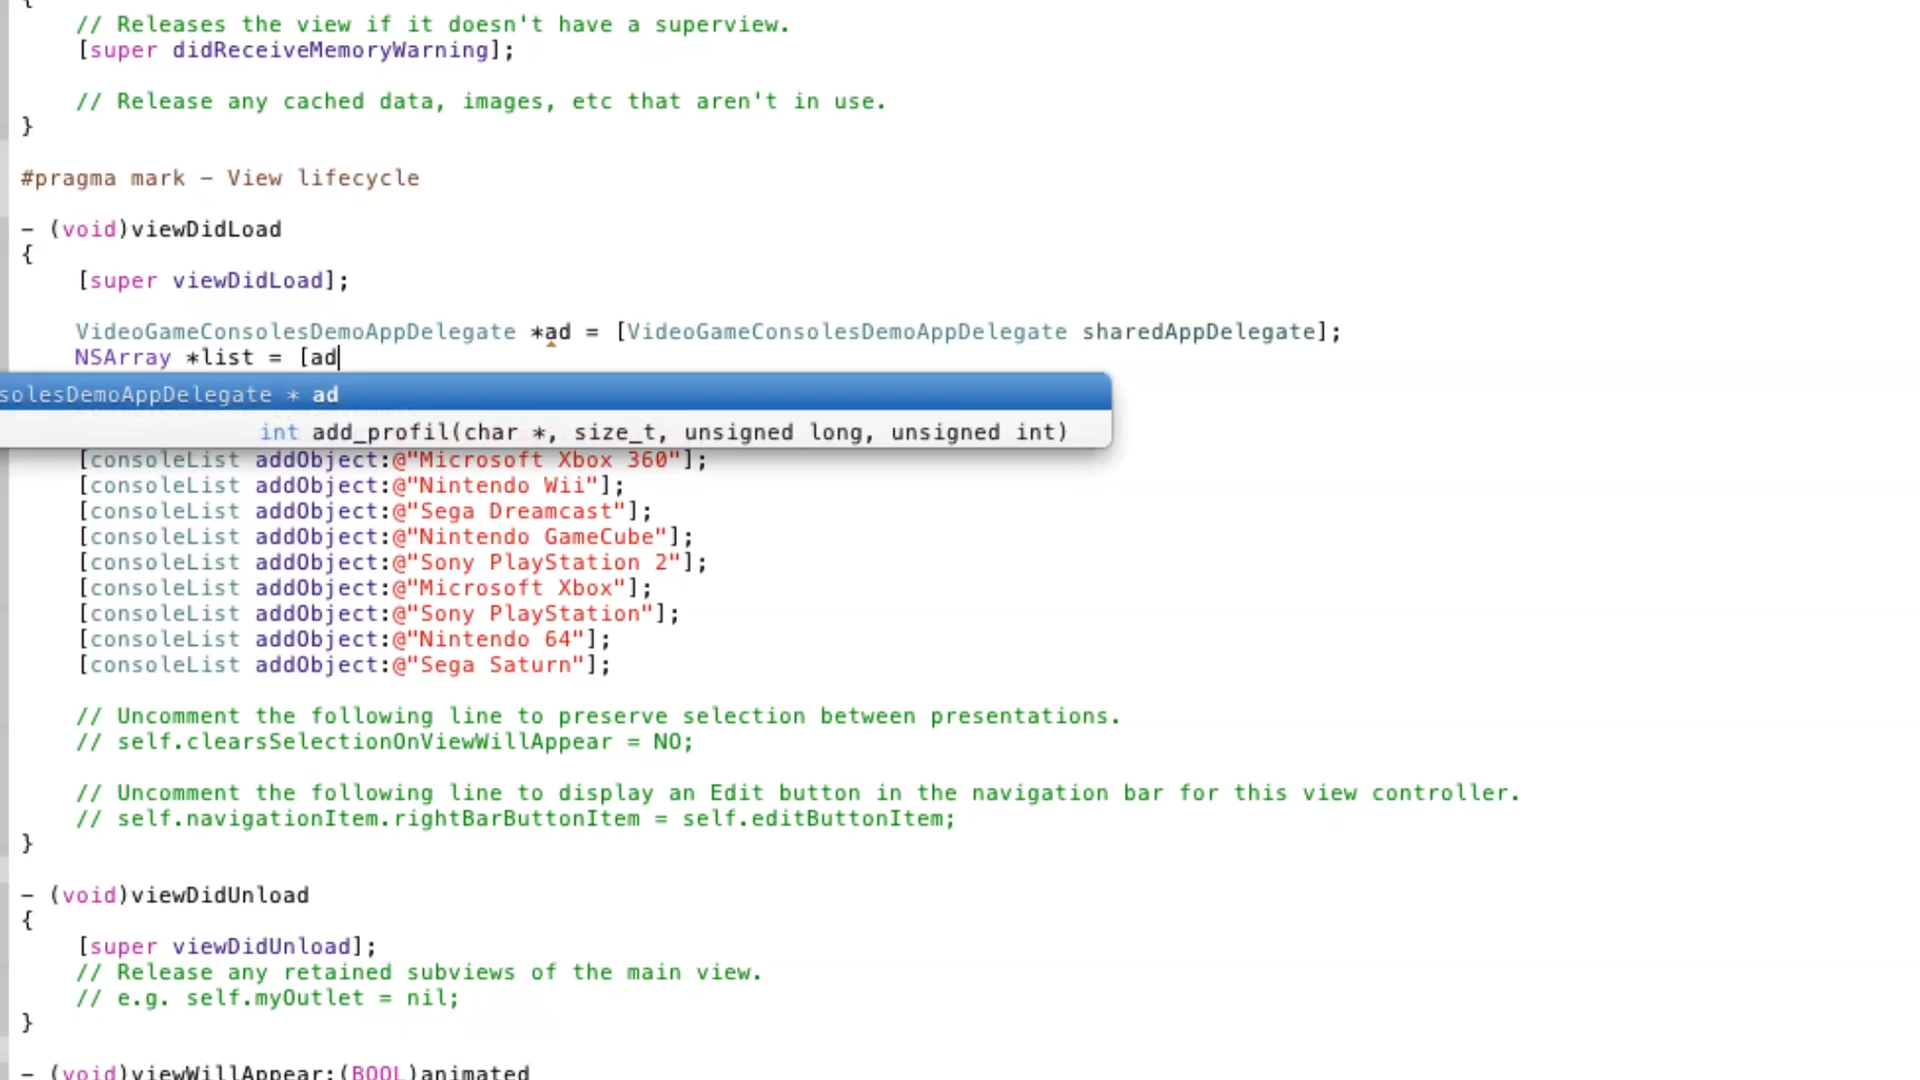 {
    // Releases the view if it doesn't have a superview.
    [super didReceiveMemoryWarning];
    // Release any cached data, images, etc that aren't in use.
}
#pragma mark - View lifecycle
- (void)viewDidLoad
{
    [super viewDidLoad];
    VideoGameConsolesDemoAppDelegate *ad = [VideoGameConsolesDemoAppDelegate sharedAppDelegate];
    NSArray *list = [ad
solesDemoAppDelegate * ad
int add_profil(char *, size_t, unsigned long, unsigned int)
    [consoleList addObject:@"Microsoft Xbox 360"];
    [consoleList addObject:@"Nintendo Wii"];
    [consoleList addObject:@"Sega Dreamcast"];
    [consoleList addObject:@"Nintendo GameCube"];
    [consoleList addObject:@"Sony PlayStation 2"];
    [consoleList addObject:@"Microsoft Xbox"];
    [consoleList addObject:@"Sony PlayStation"];
    [consoleList addObject:@"Nintendo 64"];
    [consoleList addObject:@"Sega Saturn"];
    // Uncomment the following line to preserve selection between presentations.
    // self.clearsSelectionOnViewWillAppear = NO;
    // Uncomment the following line to display an Edit button in the navigation bar for this view controller.
    // self.navigationItem.rightBarButtonItem = self.editButtonItem;
}
- (void)viewDidUnload
{
    [super viewDidUnload];
    // Release any retained subviews of the main view.
    // e.g. self.myOutlet = nil;
}
- (void)viewWillAppear:(BOOL)animated